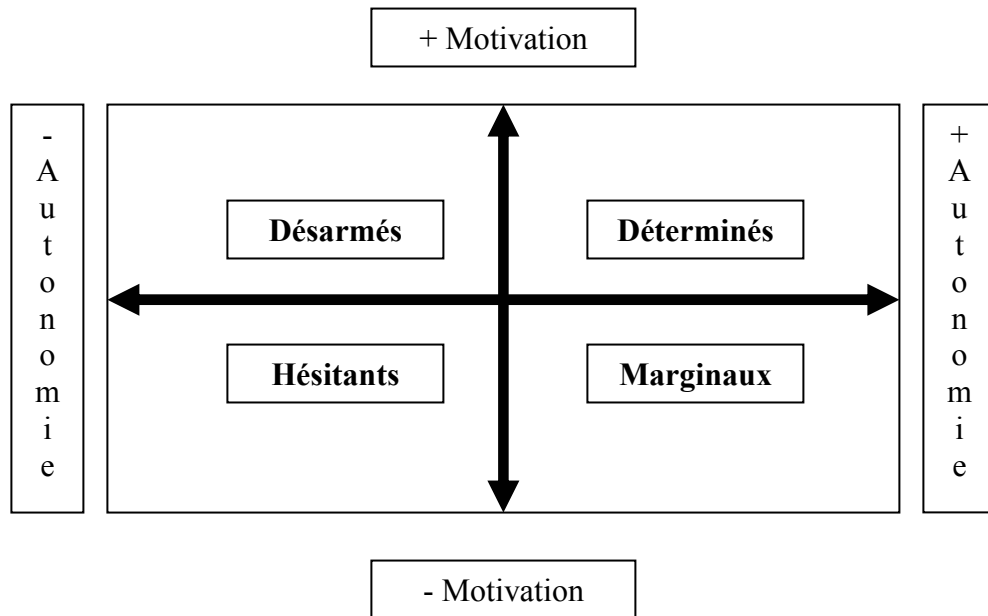 + Motivation
- Autonomie
+ Autonomie
Désarmés
Déterminés
Hésitants
Marginaux
- Motivation